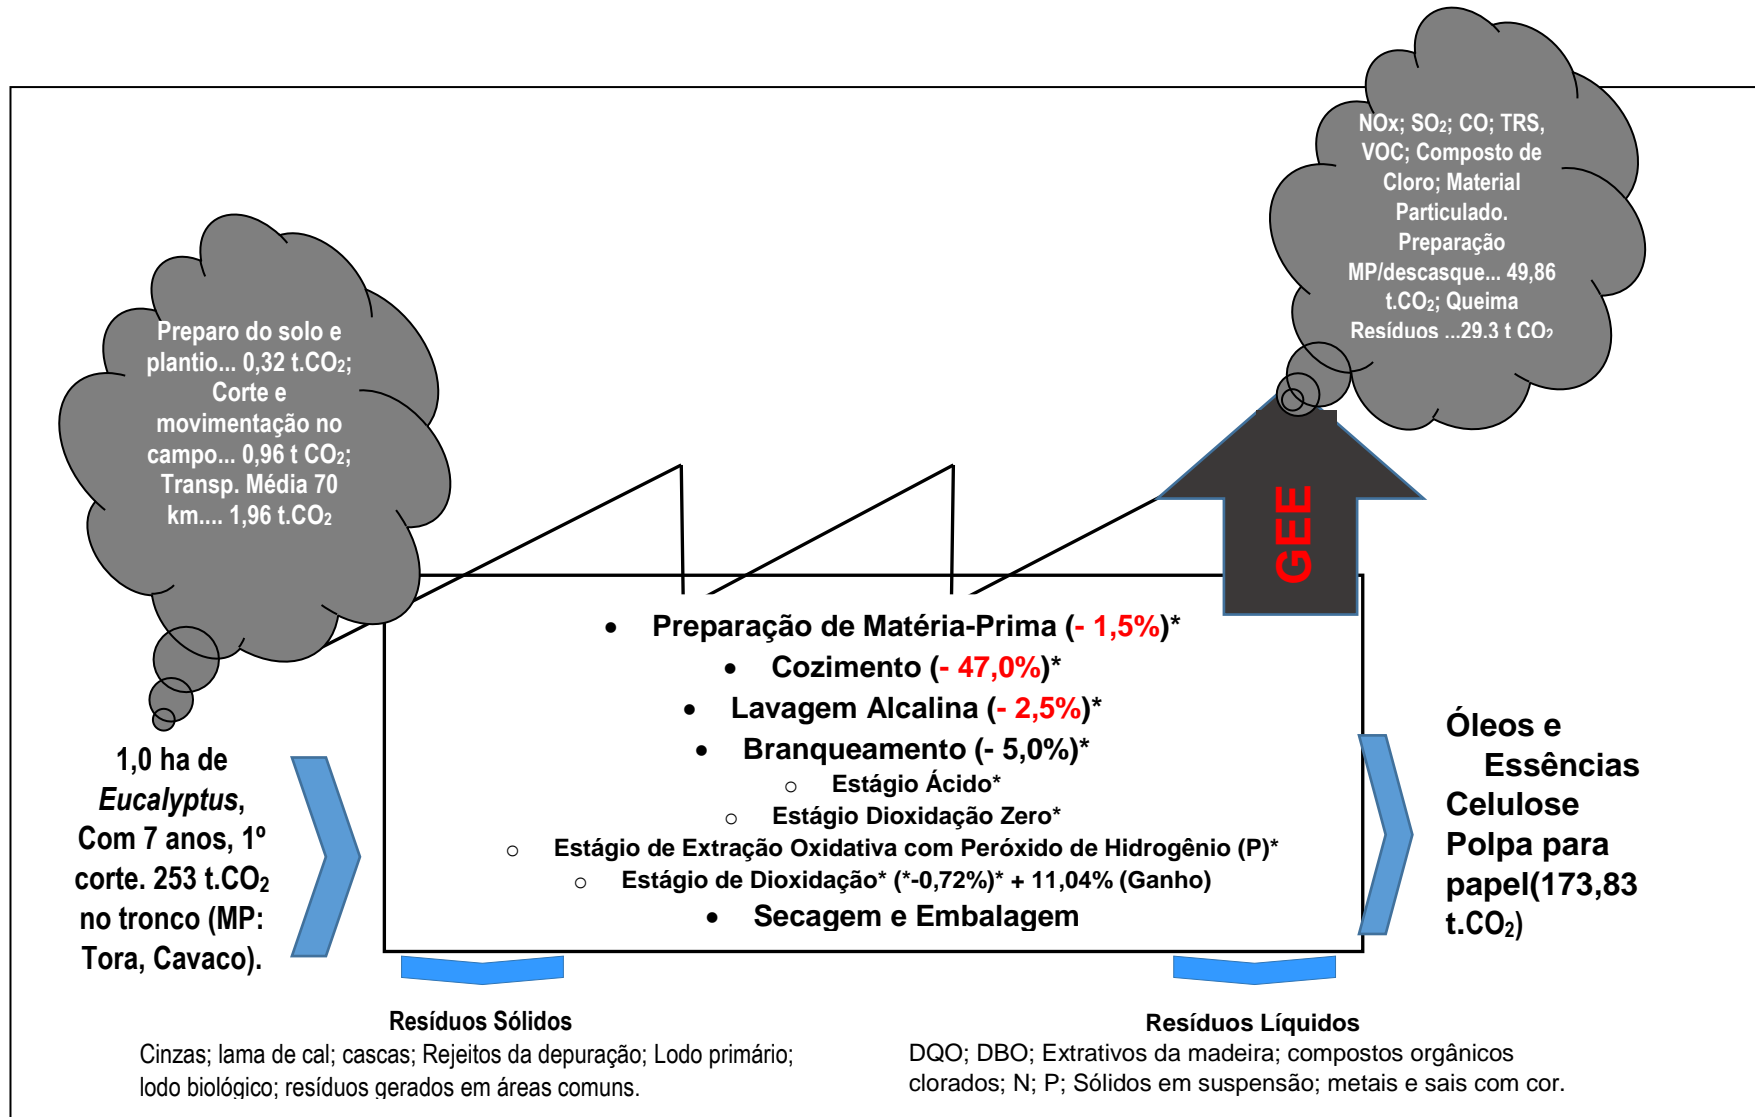 NOx; SO₂; CO; TRS,
VOC; Composto de
Cloro; Material
Particulado.
Preparação
MP/descasque... 49,86
t.CO₂; Queima
Resíduos ...29.3 t CO₂
Preparo do solo e
plantio... 0,32 t.CO₂;
Corte e
movimentação no
campo... 0,96 t CO₂;
Transp. Média 70
km.... 1,96 t.CO₂
GEE
• Preparação de Matéria-Prima (- 1,5%)*
• Cozimento (- 47,0%)*
• Lavagem Alcalina (- 2,5%)*
• Branqueamento (- 5,0%)*
o Estágio Ácido*
o Estágio Dioxidação Zero*
o Estágio de Extração Oxidativa com Peróxido de Hidrogênio (P)*
o Estágio de Dioxidação* (*-0,72%)* + 11,04% (Ganho)
• Secagem e Embalagem
1,0 ha de
Eucalyptus,
Com 7 anos, 1º
corte. 253 t.CO₂
no tronco (MP:
Tora, Cavaco).
Óleos e
Essências
Celulose
Polpa para
papel(173,83
t.CO₂)
Resíduos Sólidos
Cinzas; lama de cal; cascas; Rejeitos da depuração; Lodo primário;
lodo biológico; resíduos gerados em áreas comuns.
Resíduos Líquidos
DQO; DBO; Extrativos da madeira; compostos orgânicos
clorados; N; P; Sólidos em suspensão; metais e sais com cor.